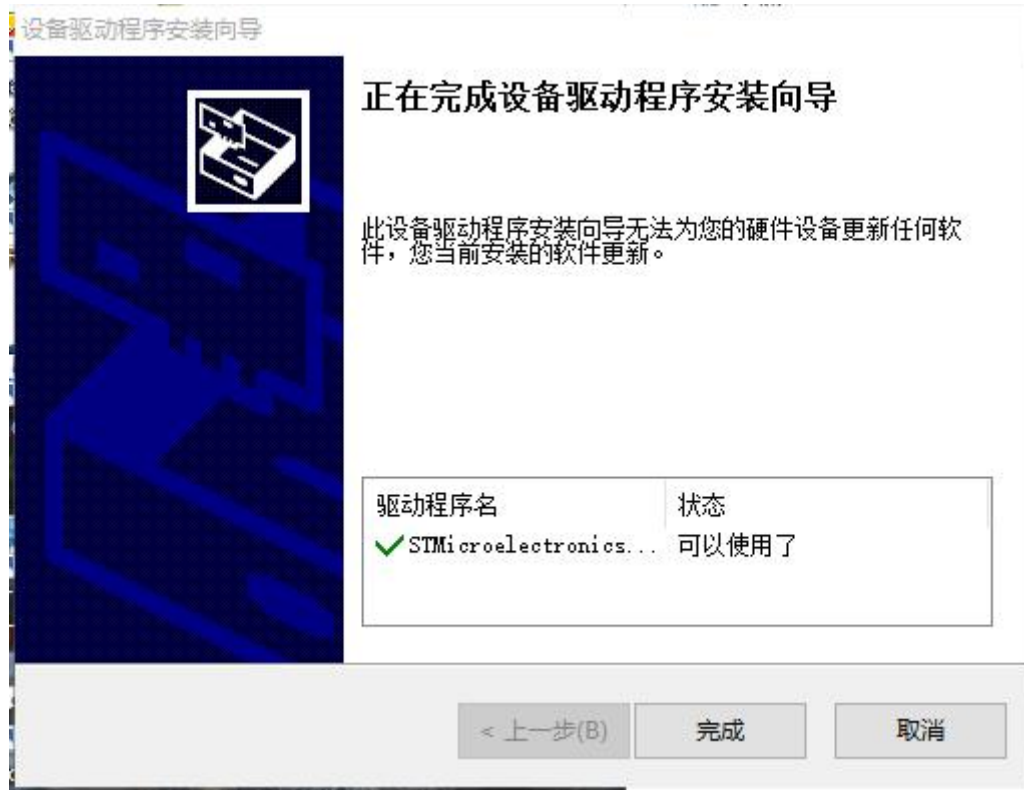 设备驱动程序安装向导
正在完成设备驱动程序安装向导
此设备驱动程序安装向导无法为您的硬件设备更新任何软
件，您当前安装的软件更新。
驱动程序名 状态
STMicroelectronics... 可以使用了
< 上一步(B) 完成 取消